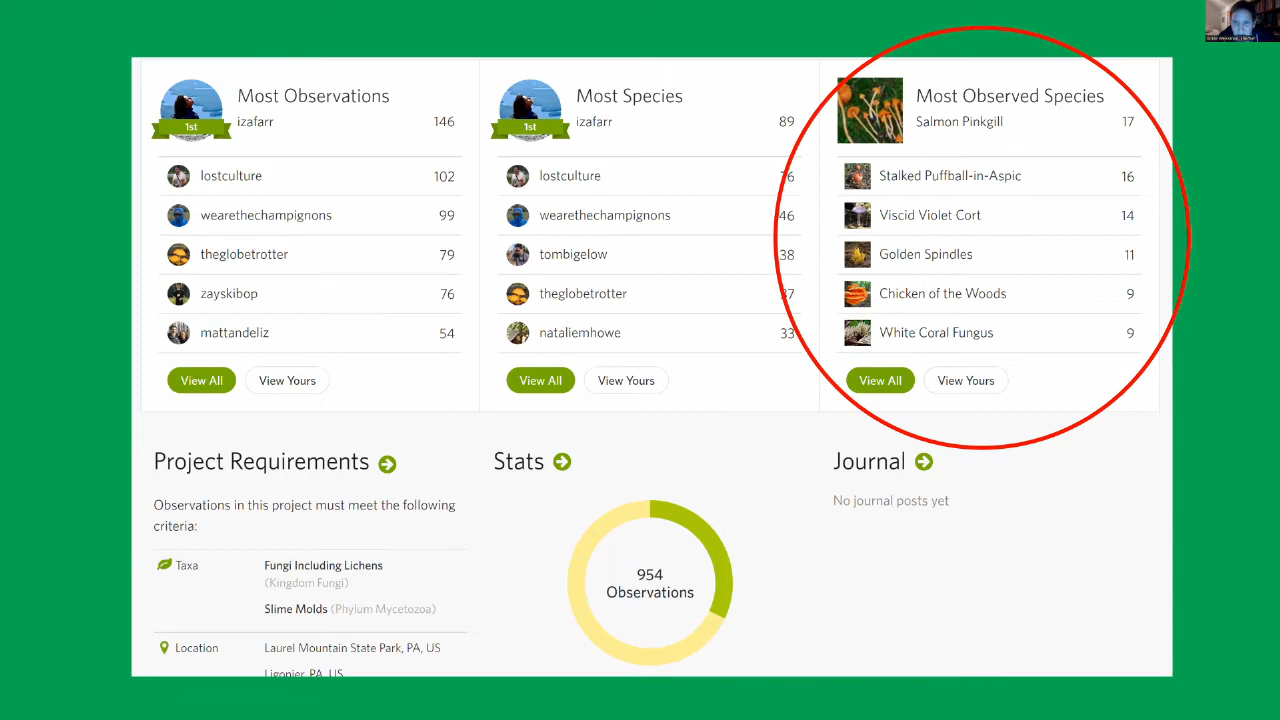 Most Observations
1st
izafarr
146
lostculture
102
wearethechampignons
99
theglobetrotter
79
zayskibop
76
mattandeliz
54
View All
View Yours
Most Species
1st
izafarr
89
lostculture
76
wearethechampignons
46
tombigelow
38
theglobetrotter
37
nataliemhowe
33
View All
View Yours
Most Observed Species
Salmon Pinkgill
17
Stalked Puffball-in-Aspic
16
Viscid Violet Cort
14
Golden Spindles
11
Chicken of the Woods
9
White Coral Fungus
9
View All
View Yours
Project Requirements
Observations in this project must meet the following
criteria:
Taxa
Fungi Including Lichens
(Kingdom Fungi)
Slime Molds (Phylum Mycetozoa)
Location
Laurel Mountain State Park, PA, US
Ligonier, PA, US
Stats
954
Observations
Journal
No journal posts yet